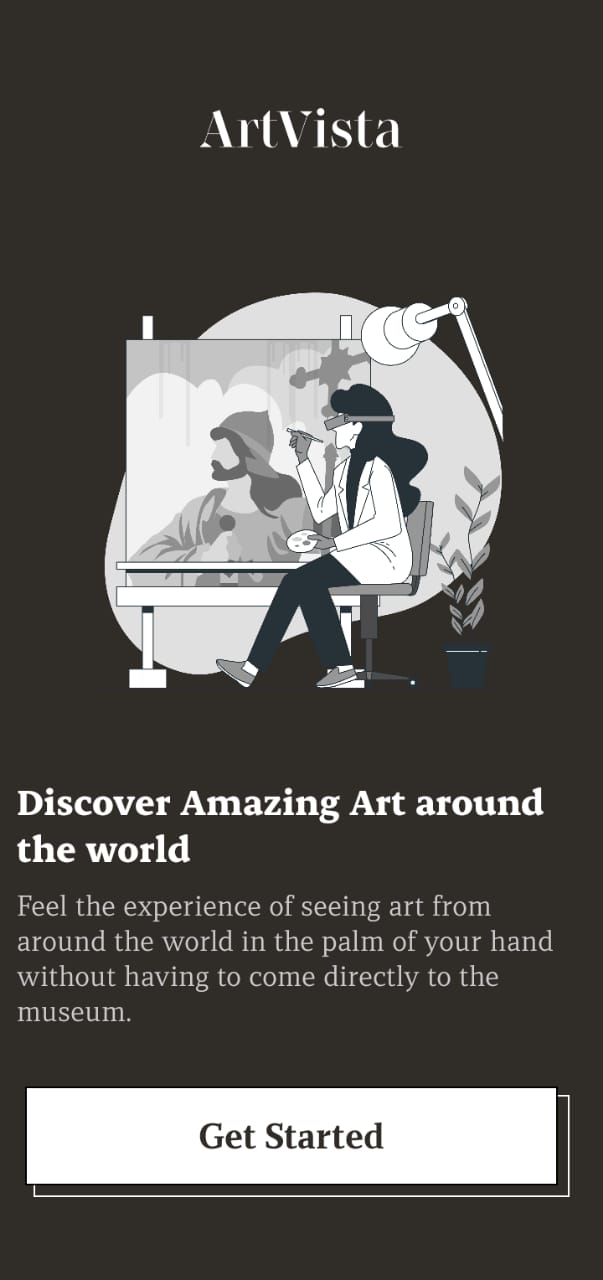 ArtVista
Discover Amazing Art around
the world
Feel the experience of seeing art from
around the world in the palm of your hand
without having to come directly to the
museum.
Get Started